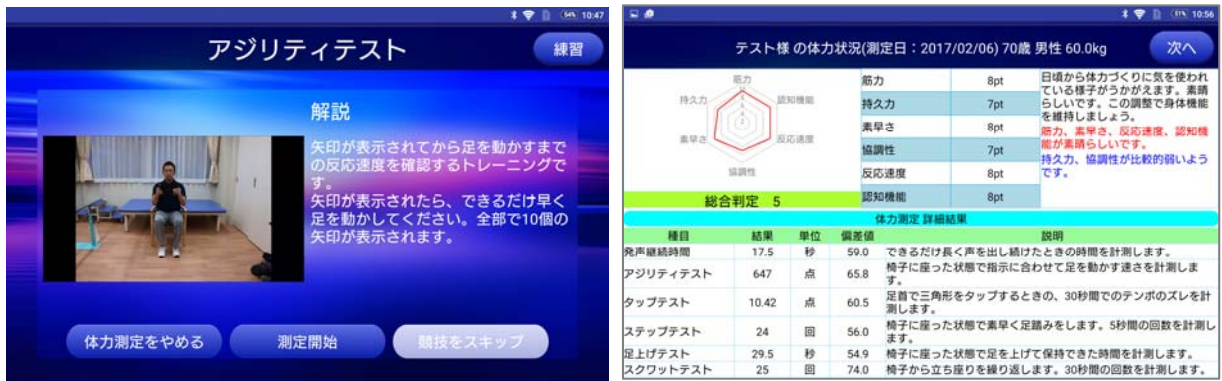 54% 10:47
アジリティテスト
練習
解説
矢印が表示されてから足を動かすまで
の反応速度を確認するトレーニングで
す。
矢印が表示されたら、できるだけ早く
足を動かしてください。全部で10個の
矢印が表示されます。
体力測定をやめる
測定開始
競技をスキップ
51% 10:56
テスト様 の体力状況(測定日：2017/02/06) 70歳 男性 60.0kg
次へ
筋力
認知機能
反応速度
協調性
素早さ
持久力
総合判定 5
筋力 8pt
持久力 7pt
素早さ 8pt
協調性 7pt
反応速度 8pt
認知機能 8pt
日頃から体力づくりに気を使われ
ている様子がうかがえます。素晴
らしいです。この調整で身体機能
を維持しましょう。
筋力、素早さ、反応速度、認知機
能が素晴らしいです。
持久力、協調性が比較的弱いよう
です。
体力測定 詳細結果
種目 結果 単位 偏差値 説明
発声継続時間 17.5 秒 59.0 できるだけ長く声を出し続けたときの時間を計測します。
アジリティテスト 647 点 65.8 椅子に座った状態で指示に合わせて足を動かす速さを計測しま
す。
タップテスト 10.42 点 60.5 足首で三角形をタップするときの、30秒間でのテンポのズレを計
測します。
ステップテスト 24 回 56.0 椅子に座った状態で素早く足踏みをします。5秒間の回数を計測し
ます。
足上げテスト 29.5 秒 54.9 椅子に座った状態で足を上げて保持できた時間を計測します。
スクワットテスト 25 回 74.0 椅子から立ち座りを繰り返します。30秒間の回数を計測します。